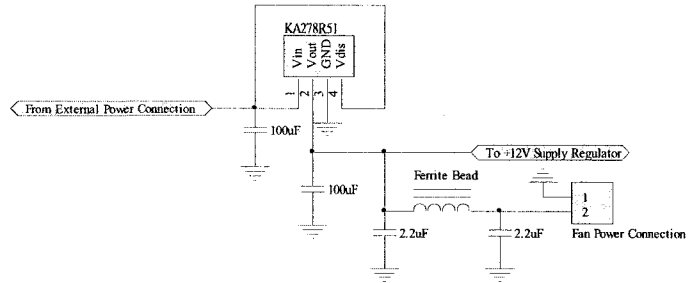 KA278R51
Vin
Vout
GND
Vdis
1
2
3
4
From External Power Connection
100uF
To +12V Supply Regulator
100uF
Ferrite Bead
1
2
2.2uF
2.2uF
Fan Power Connection